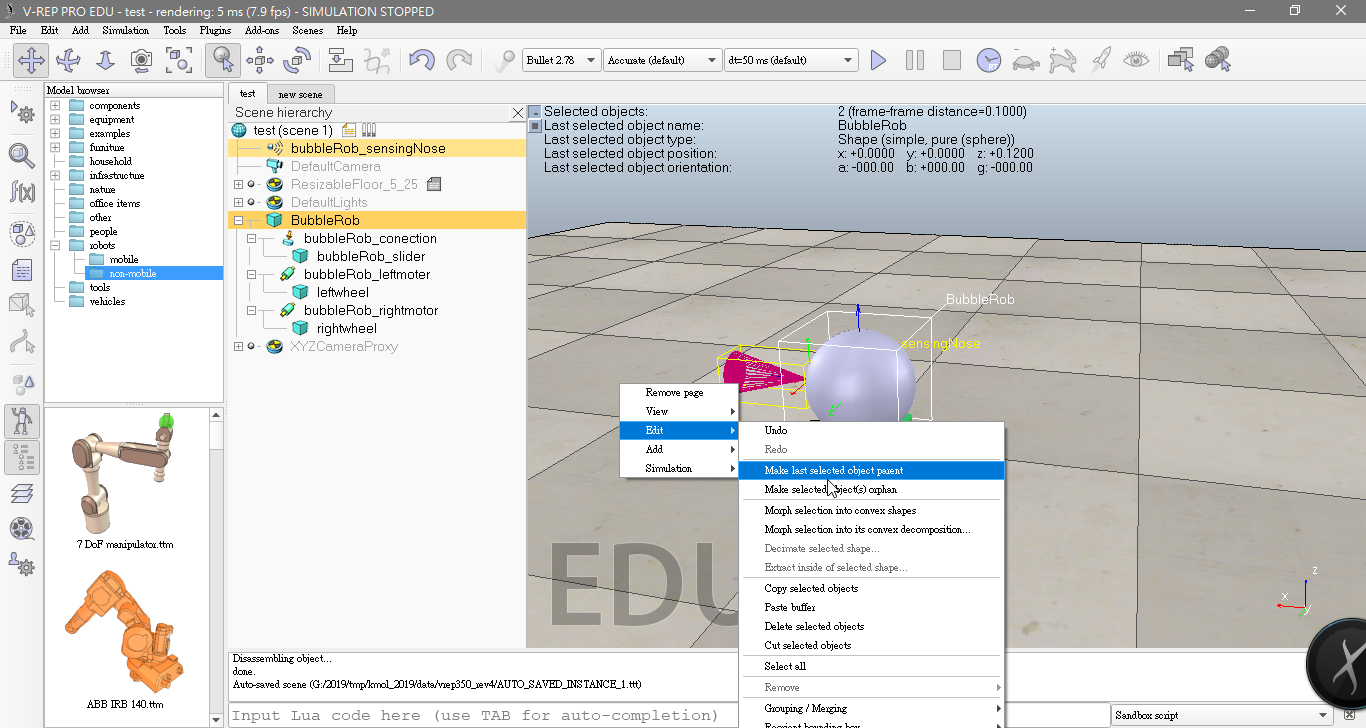 V-REP PRO EDU - test - rendering: 5 ms (7.9 fps) - SIMULATION STOPPED
File Edit Add Simulation Tools Plugins Add-ons Scenes Help
Bullet 2.78 Accurate (default) dt=50 ms (default)
Model browser
components
equipment
examples
furniture
household
infrastructure
nature
office items
other
people
robots
mobile
non-mobile
tools
vehicles
7 DoF manipulator.ttm
ABB IRB 140.ttm
test new scene
Scene hierarchy
test (scene 1)
bubbleRob_sensingNose
DefaultCamera
ResizableFloor_5_25
DefaultLights
BubbleRob
bubbleRob_conection
bubbleRob_slider
bubbleRob_leftmoter
leftwheel
bubbleRob_rightmotor
rightwheel
XYZCameraProxy
Selected objects: 2 (frame-frame distance=0.1000)
Last selected object name: BubbleRob
Last selected object type: Shape (simple, pure (sphere))
Last selected object position: x: +0.0000 y: +0.0000 z: +0.1200
Last selected object orientation: a: -000.00 b: +000.00 g: -000.00
BubbleRob
sensingNose
Remove page
View
Edit
Add
Simulation
Undo
Redo
Make last selected object parent
Make selected object(s) orphan
Morph selection into convex shapes
Morph selection into its convex decomposition...
Decimate selected shape...
Extract inside of selected shape...
Copy selected objects
Paste buffer
Delete selected objects
Cut selected objects
Select all
Remove
Grouping / Merging
Reorient bounding box
EDU
z
x
y
Disassembling object...
done.
Auto-saved scene (G:/2019/tmp/kmol_2019/data/vrep350_rev4/AUTO_SAVED_INSTANCE_1.ttt)
Input Lua code here (use TAB for auto-completion)
Sandbox script